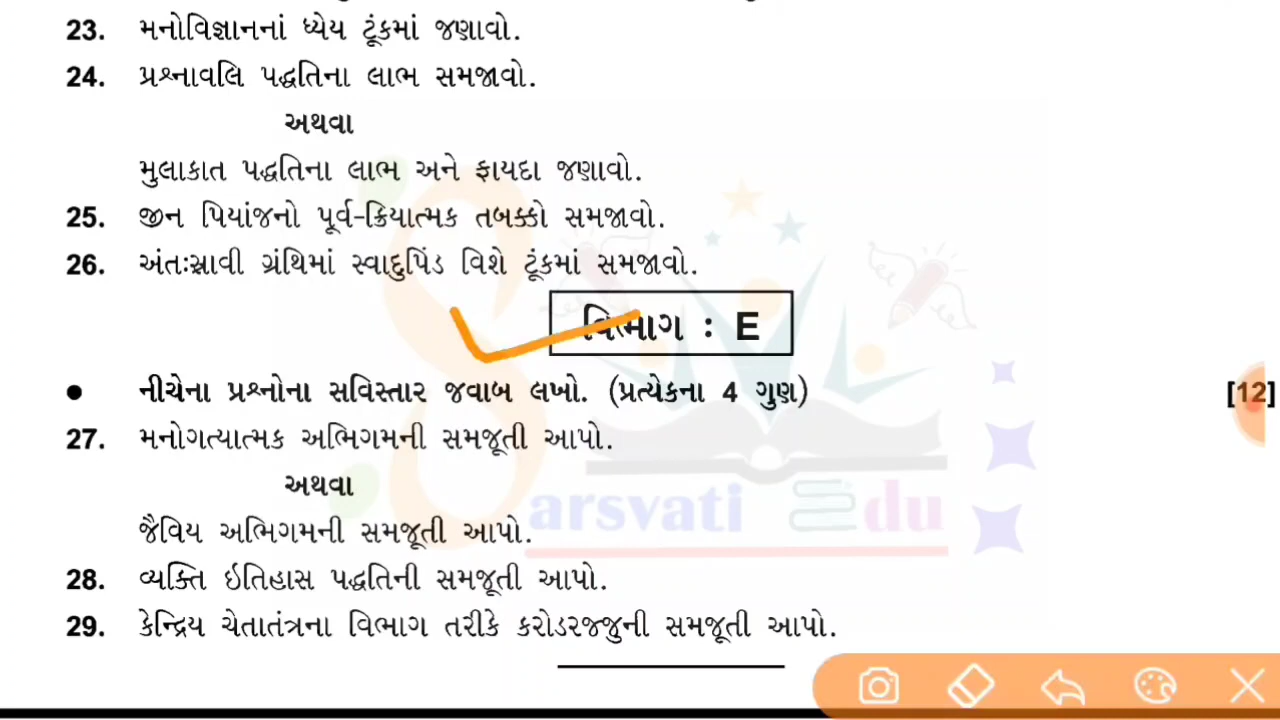 23. મનોવિજ્ઞાનનાં ધ્યેય ટૂંકમાં જણાવો.
24. પ્રશ્નાવલિ પદ્ધતિના લાભ સમજાવો.
અથવા
મુલાકાત પદ્ધતિના લાભ અને ફાયદા જણાવો.
25. જીન પિયાંજનો પૂર્વ-ક્રિયાત્મક તબક્કો સમજાવો.
26. અંતઃસ્રાવી ગ્રંથિમાં સ્વાદુપિંડ વિશે ટૂંકમાં સમજાવો.
વિભાગ : E
● નીચેના પ્રશ્નોના સવિસ્તાર જવાબ લખો. (પ્રત્યેકના 4 ગુણ) [12]
27. મનોગત્યાત્મક અભિગમની સમજૂતી આપો.
અથવા
arsvati Edu
જૈવિય અભિગમની સમજૂતી આપો.
28. વ્યક્તિ ઇતિહાસ પદ્ધતિની સમજૂતી આપો.
29. કેન્દ્રિય ચેતાતંત્રના વિભાગ તરીકે કરોડરજ્જુની સમજૂતી આપો.